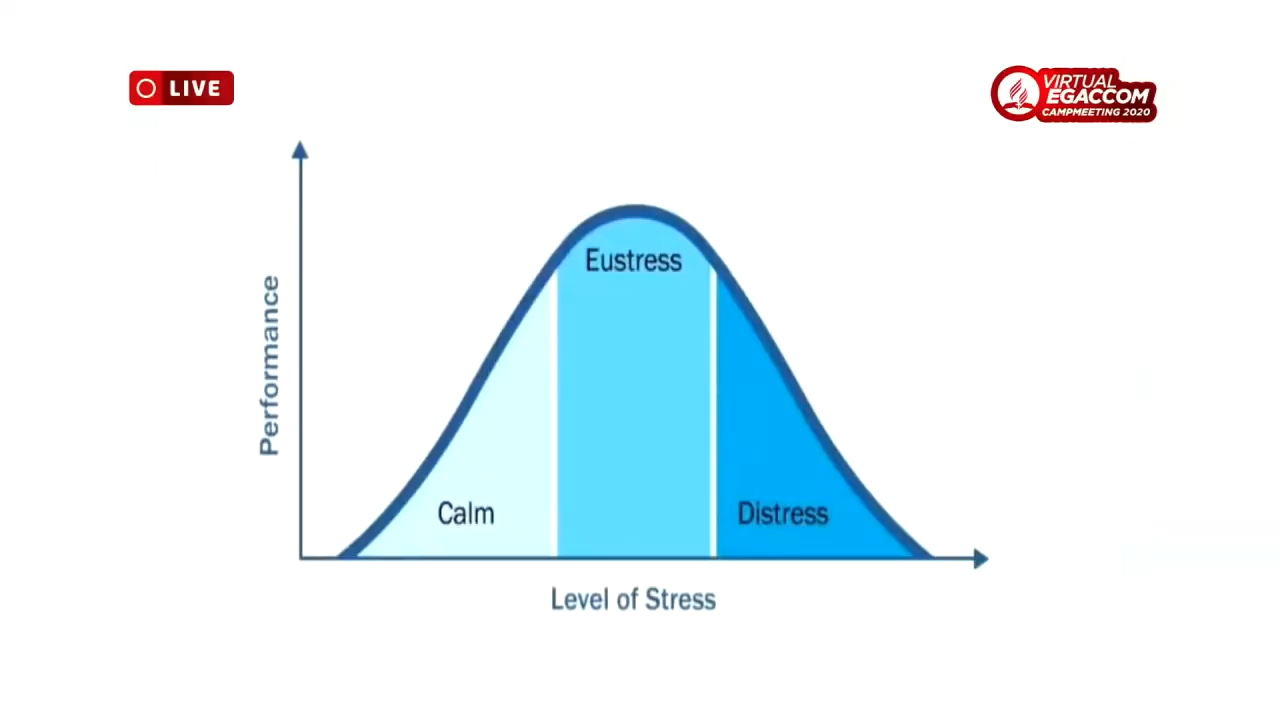 LIVE
VIRTUAL
EGACCOM
CAMPMEETING 2020
Eustress
Performance
Calm
Distress
Level of Stress